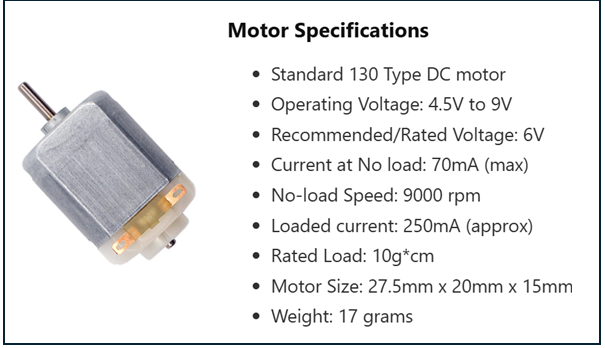 Motor Specifications
• Standard 130 Type DC motor
• Operating Voltage: 4.5V to 9V
• Recommended/Rated Voltage: 6V
• Current at No load: 70mA (max)
• No-load Speed: 9000 rpm
• Loaded current: 250mA (approx)
• Rated Load: 10g*cm
• Motor Size: 27.5mm x 20mm x 15mm
• Weight: 17 grams